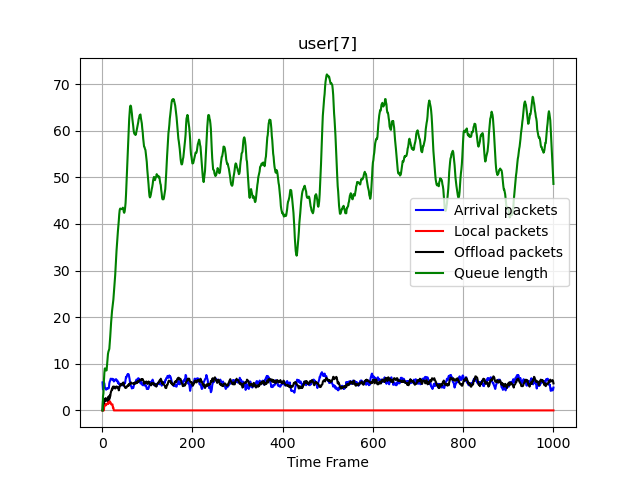 user[7]
70
60
50
40
30
20
10
0
Arrival packets
Local packets
Offload packets
Queue length
0 200 400 600 800 1000
Time Frame